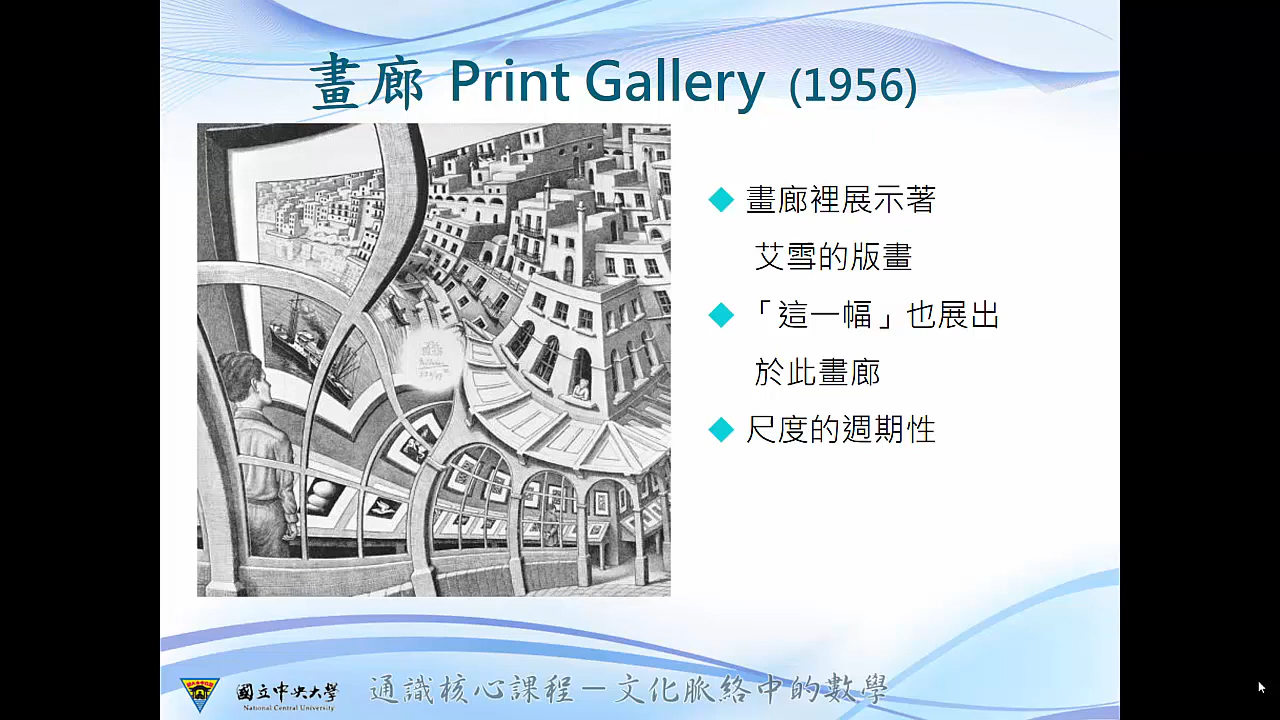 畫廊 Print Gallery (1956)
畫廊裡展示著
艾雪的版畫
「這一幅」也展出
於此畫廊
尺度的週期性
國立中央大學
National Central University
通識核心課程－文化脈絡中的數學